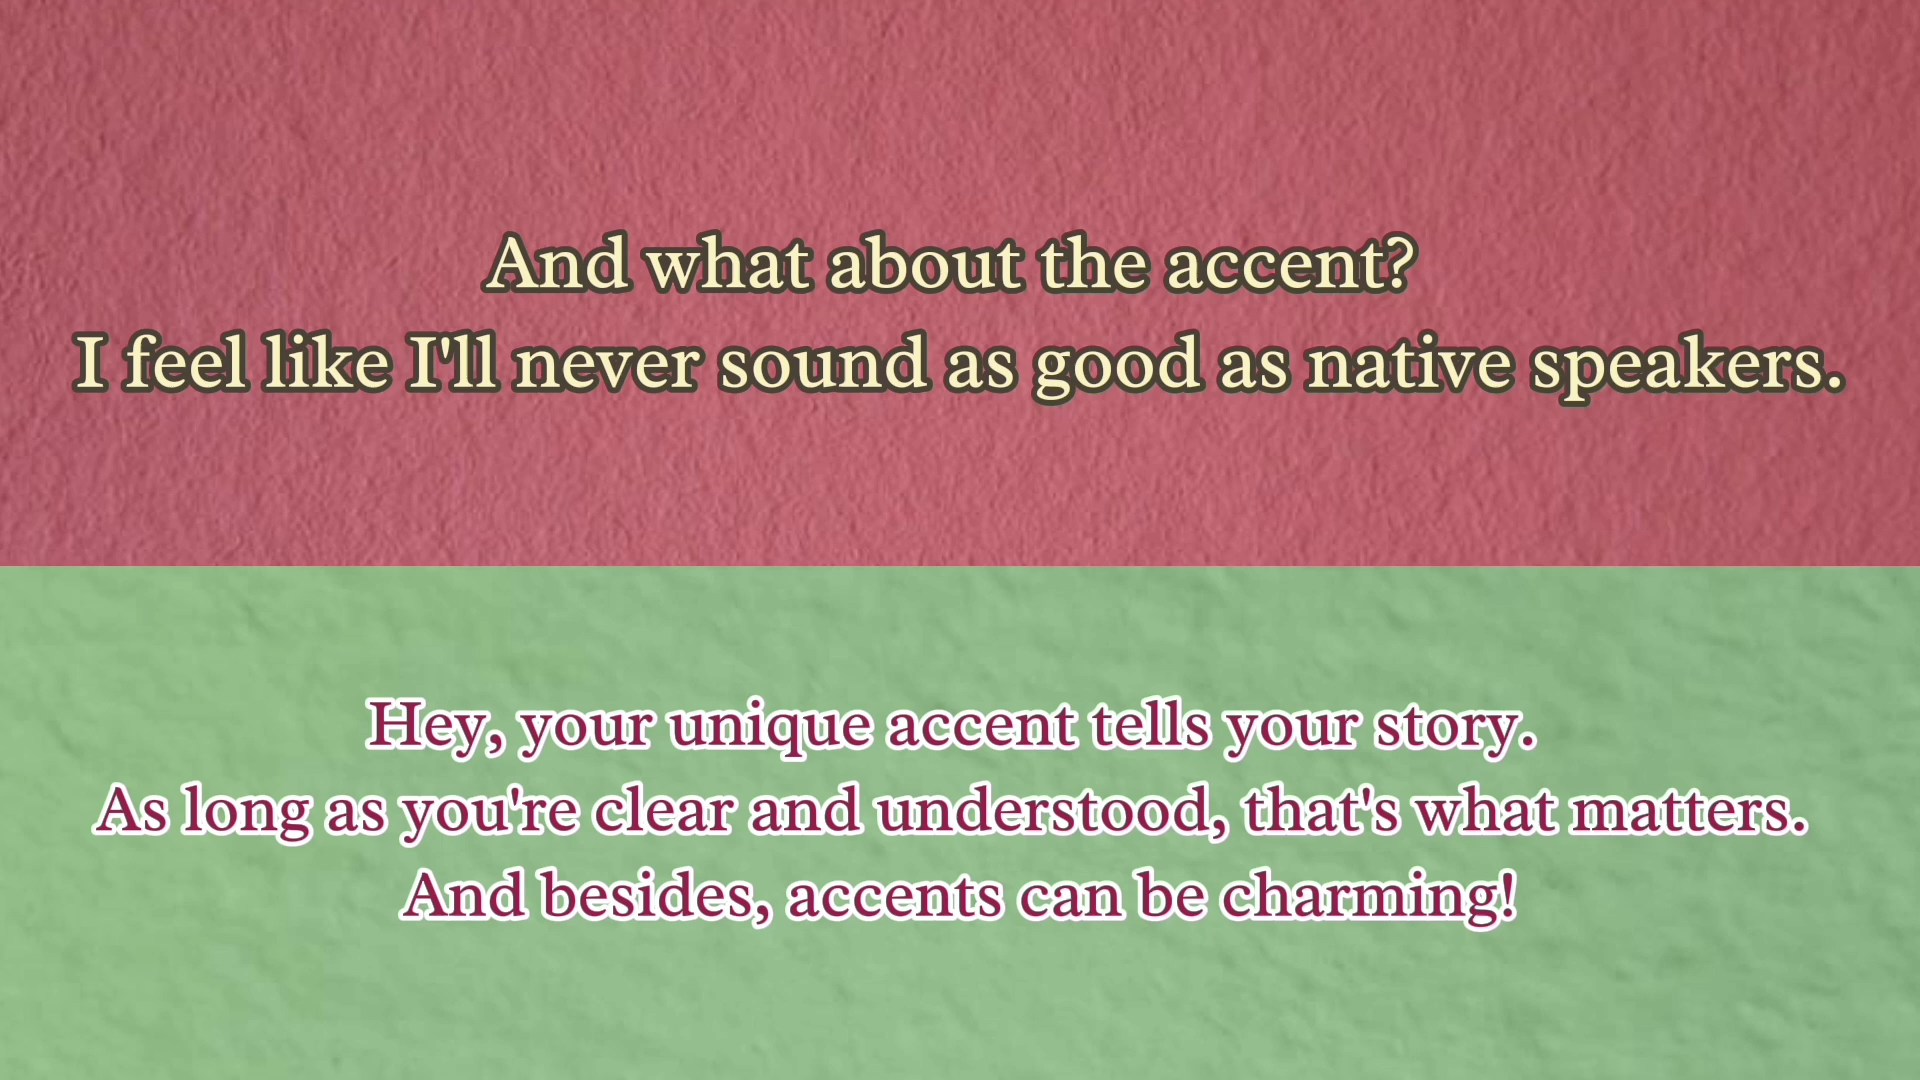 And what about the accent?
I feel like I'll never sound as good as native speakers.
Hey, your unique accent tells your story.
As long as you're clear and understood, that's what matters.
And besides, accents can be charming!